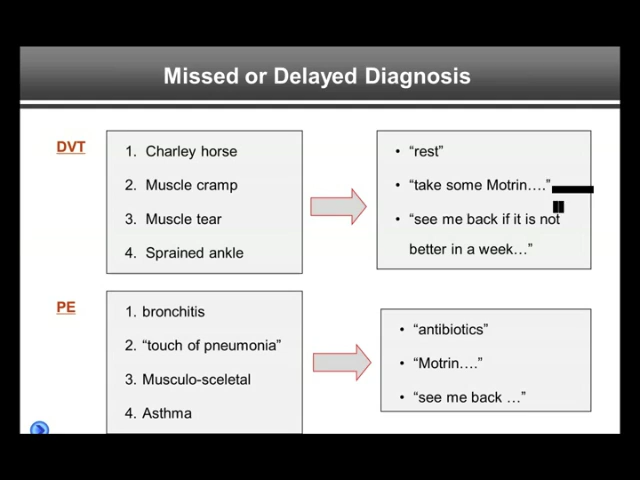 Missed or Delayed Diagnosis
DVT
1. Charley horse
2. Muscle cramp
3. Muscle tear
4. Sprained ankle
• “rest”
• “take some Motrin….”
• “see me back if it is not
better in a week…”
PE
1. bronchitis
2. “touch of pneumonia”
3. Musculo-sceletal
4. Asthma
• “antibiotics”
• “Motrin….”
• “see me back …”